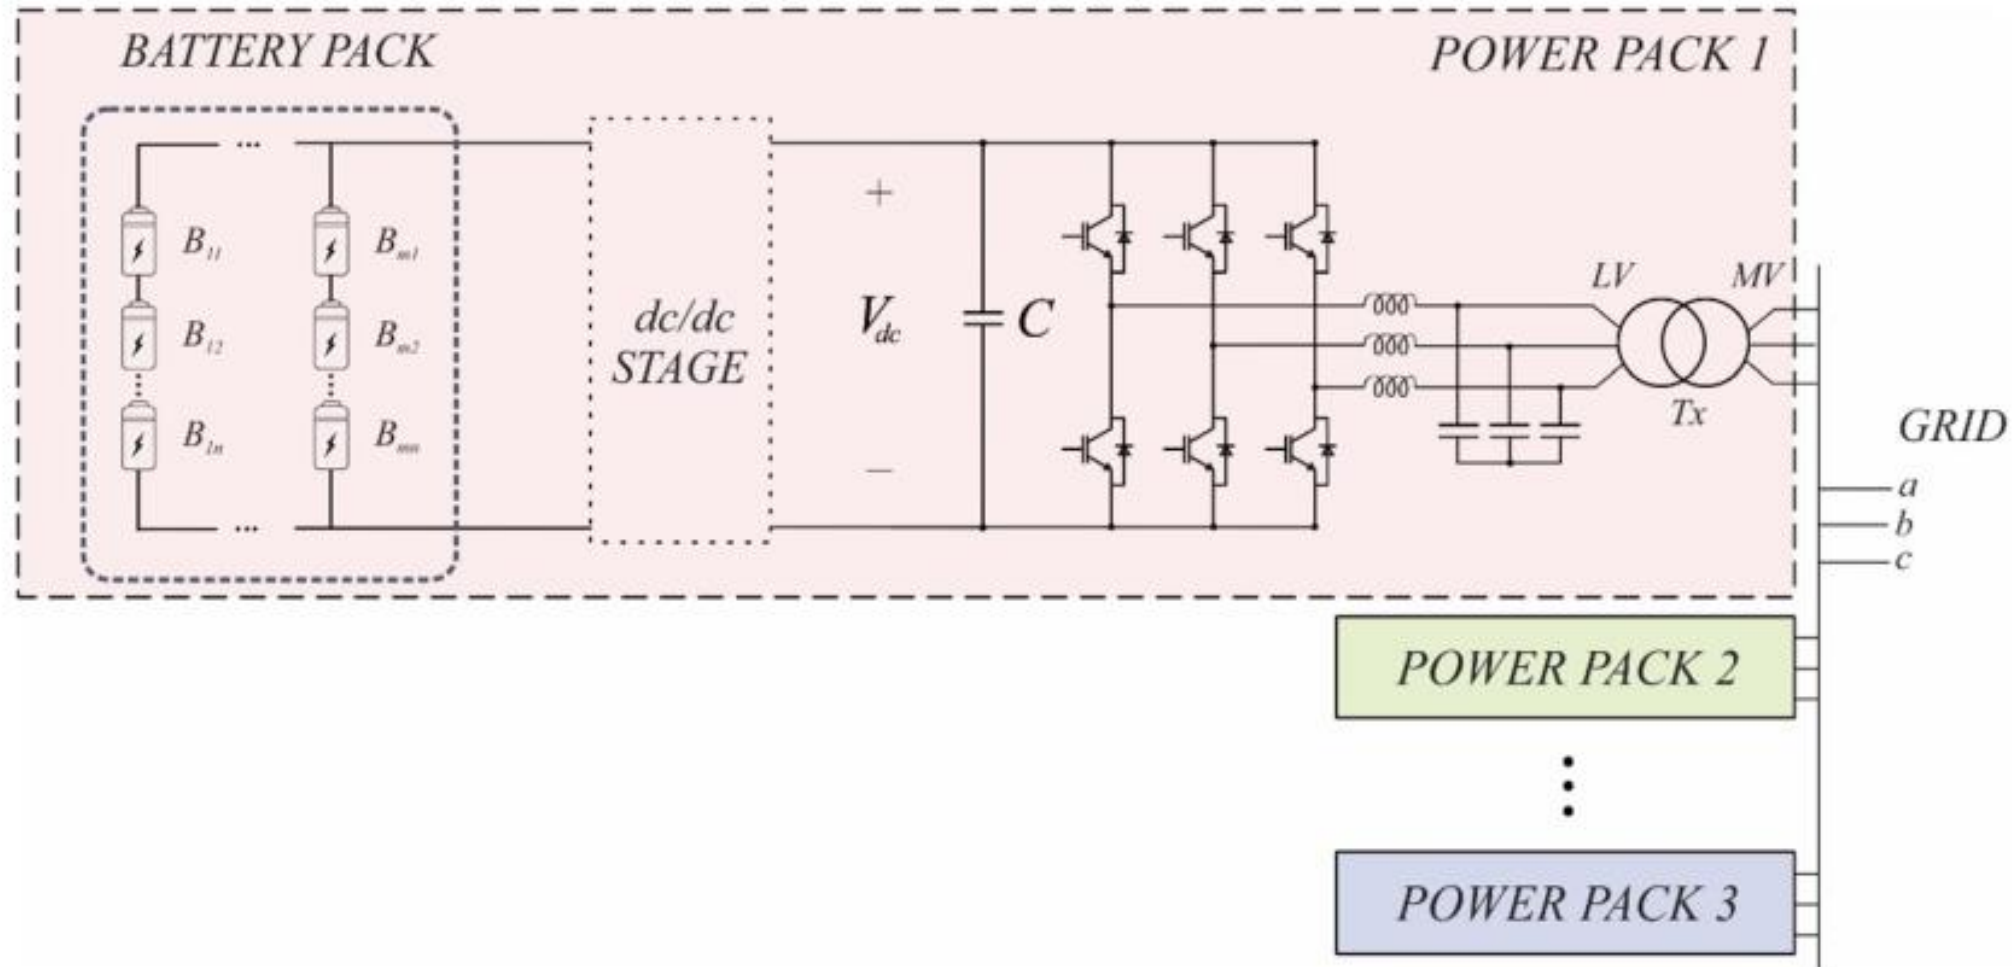 BATTERY PACK
POWER PACK 1
B11
Bm1
B12
Bm2
B1n
Bmn
dc/dc
STAGE
+
Vdc
−
C
LV
MV
Tx
GRID
a
b
c
POWER PACK 2
POWER PACK 3